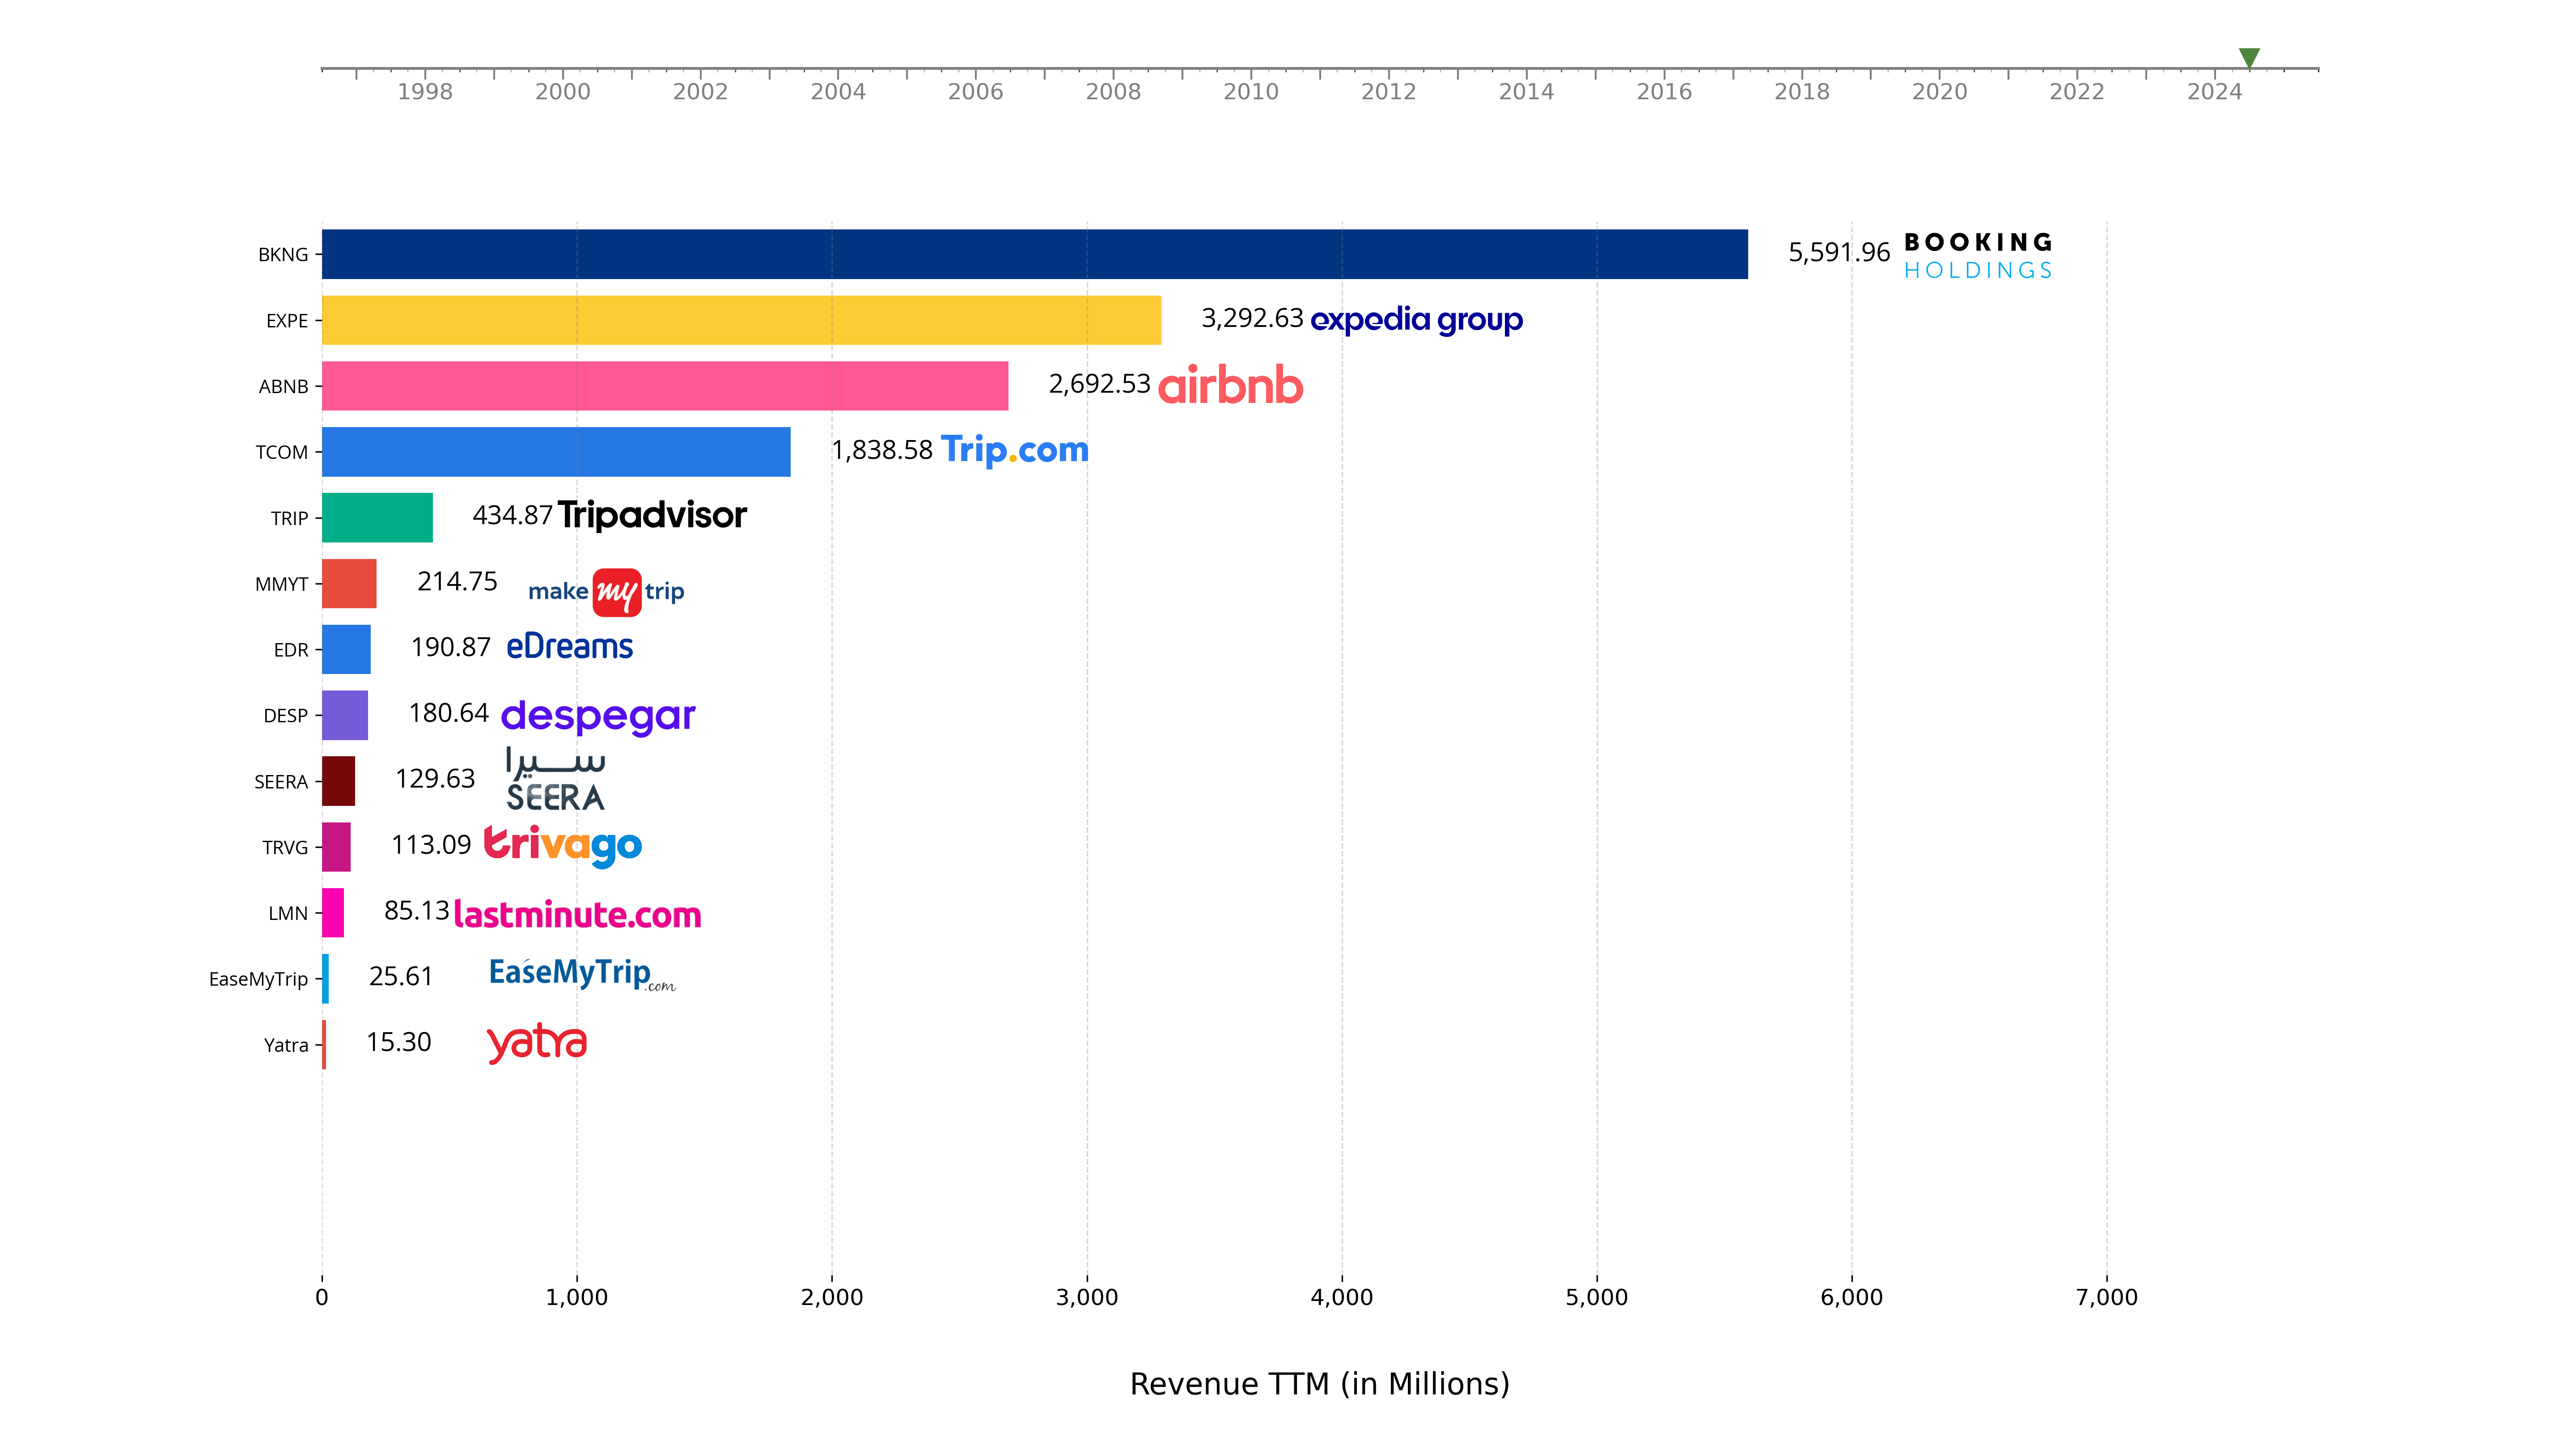 1998 2000 2002 2004 2006 2008 2010 2012 2014 2016 2018 2020 2022 2024
BKNG 5,591.96 BOOKING
HOLDINGS
EXPE 3,292.63 expedia group
ABNB 2,692.53 airbnb
TCOM 1,838.58 Trip.com
TRIP 434.87 Tripadvisor
MMYT 214.75 make my trip
EDR 190.87 eDreams
DESP 180.64 despegar
سيرا
SEERA 129.63 SEERA
TRVG 113.09 trivago
LMN 85.13 lastminute.com
EaseMyTrip 25.61 EaseMyTrip.com
Yatra 15.30 yatra
0 1,000 2,000 3,000 4,000 5,000 6,000 7,000
Revenue TTM (in Millions)